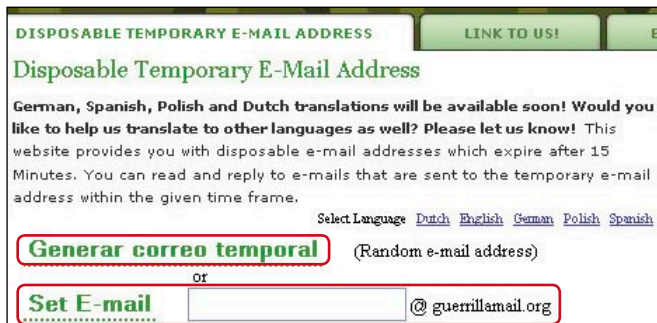 DISPOSABLE TEMPORARY E-MAIL ADDRESS
LINK TO US!
Disposable Temporary E-Mail Address
German, Spanish, Polish and Dutch translations will be available soon! Would you
like to help us translate to other languages as well? Please let us know! This
website provides you with disposable e-mail addresses which expire after 15
Minutes. You can read and reply to e-mails that are sent to the temporary e-mail
address within the given time frame.
Select Language Dutch English German Polish Spanish
Generar correo temporal (Random e-mail address)
or
Set E-mail @ guerrillamail.org